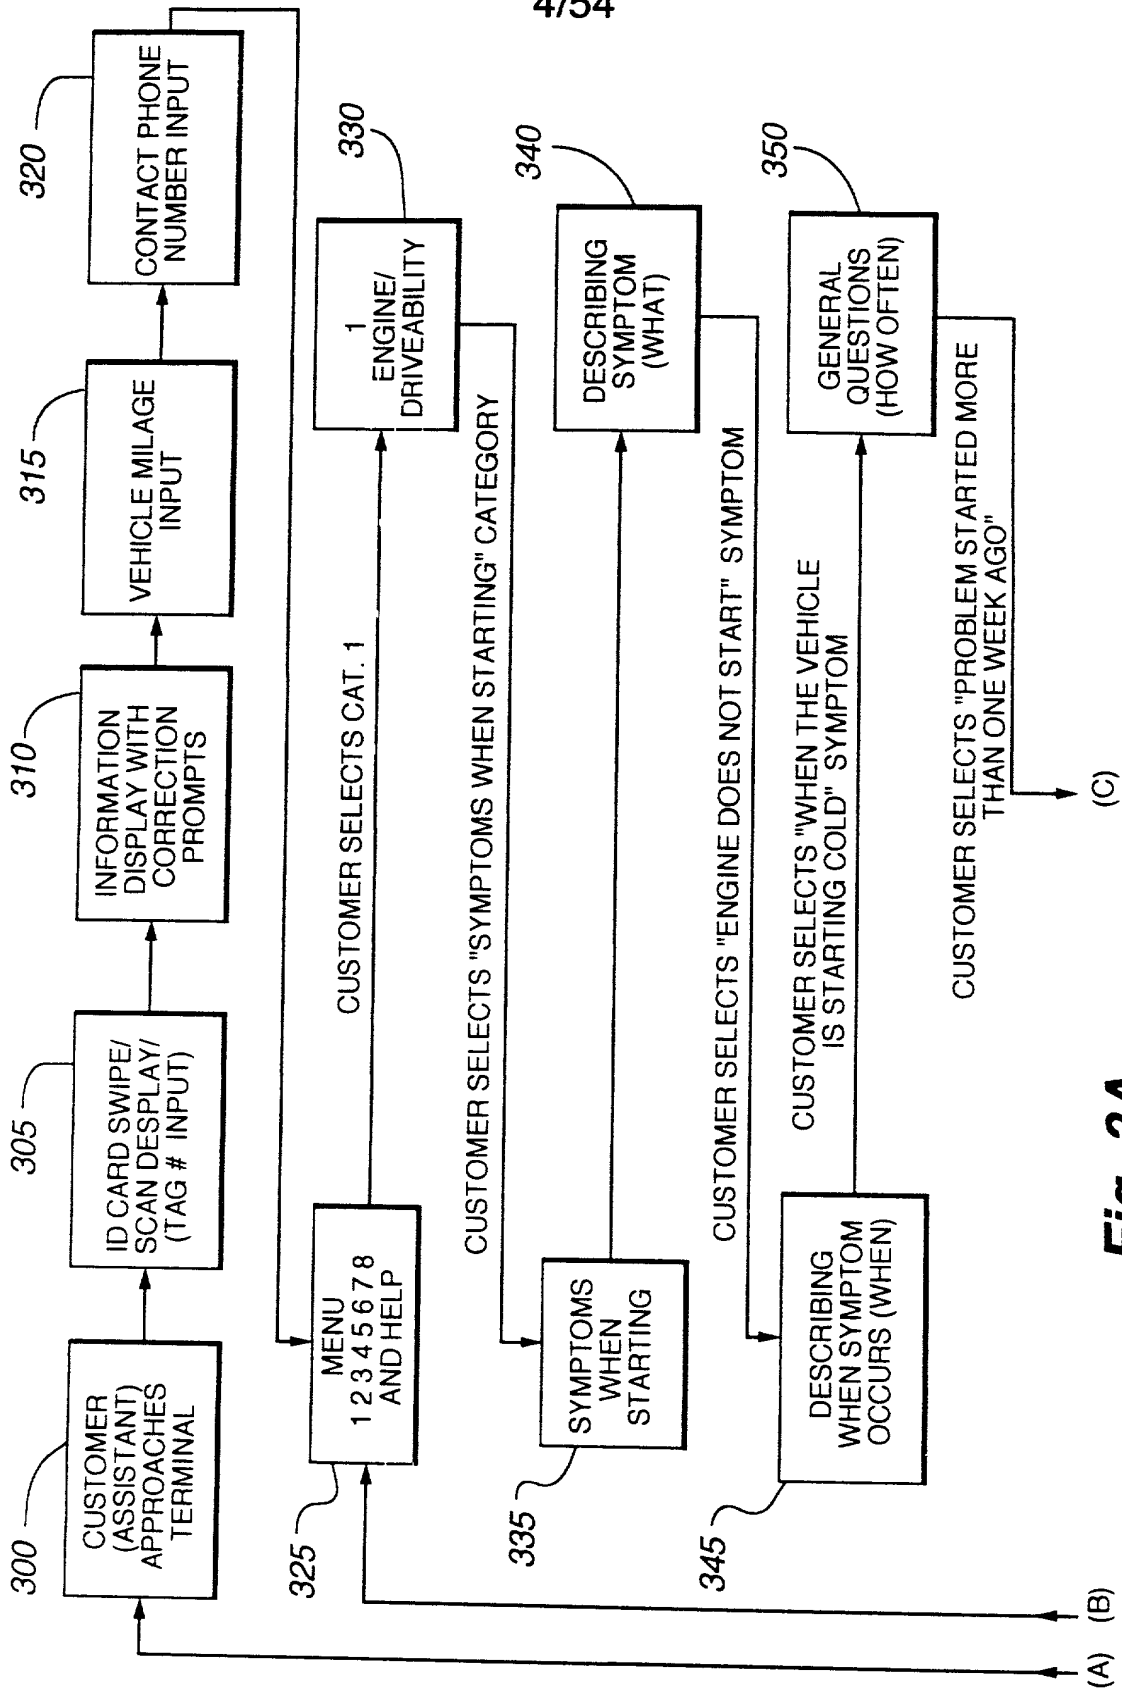 4/54
300
CUSTOMER
(ASSISTANT)
APPROACHES
TERMINAL
305
ID CARD SWIPE/
SCAN DESPLAY/
(TAG # INPUT)
310
INFORMATION
DISPLAY WITH
CORRECTION
PROMPTS
315
VEHICLE MILAGE
INPUT
320
CONTACT PHONE
NUMBER INPUT
325
MENU
1 2 3 4 5 6 7 8
AND HELP
CUSTOMER SELECTS CAT. 1
330
1
ENGINE/
DRIVEABILITY
CUSTOMER SELECTS "SYMPTOMS WHEN STARTING" CATEGORY
335
SYMPTOMS
WHEN
STARTING
340
DESCRIBING
SYMPTOM
(WHAT)
CUSTOMER SELECTS "ENGINE DOES NOT START" SYMPTOM
345
DESCRIBING
WHEN SYMPTOM
OCCURS (WHEN)
CUSTOMER SELECTS "WHEN THE VEHICLE
IS STARTING COLD" SYMPTOM
350
GENERAL
QUESTIONS
(HOW OFTEN)
CUSTOMER SELECTS "PROBLEM STARTED MORE
THAN ONE WEEK AGO"
(A)
(B)
(C)